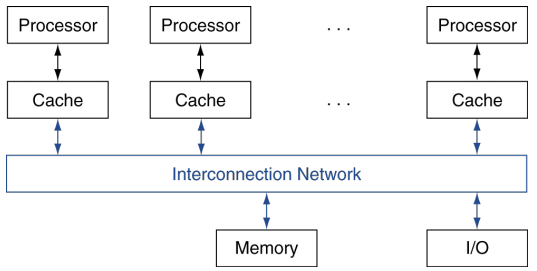 Processor Processor . . . Processor
Cache Cache . . . Cache
Interconnection Network
Memory I/O